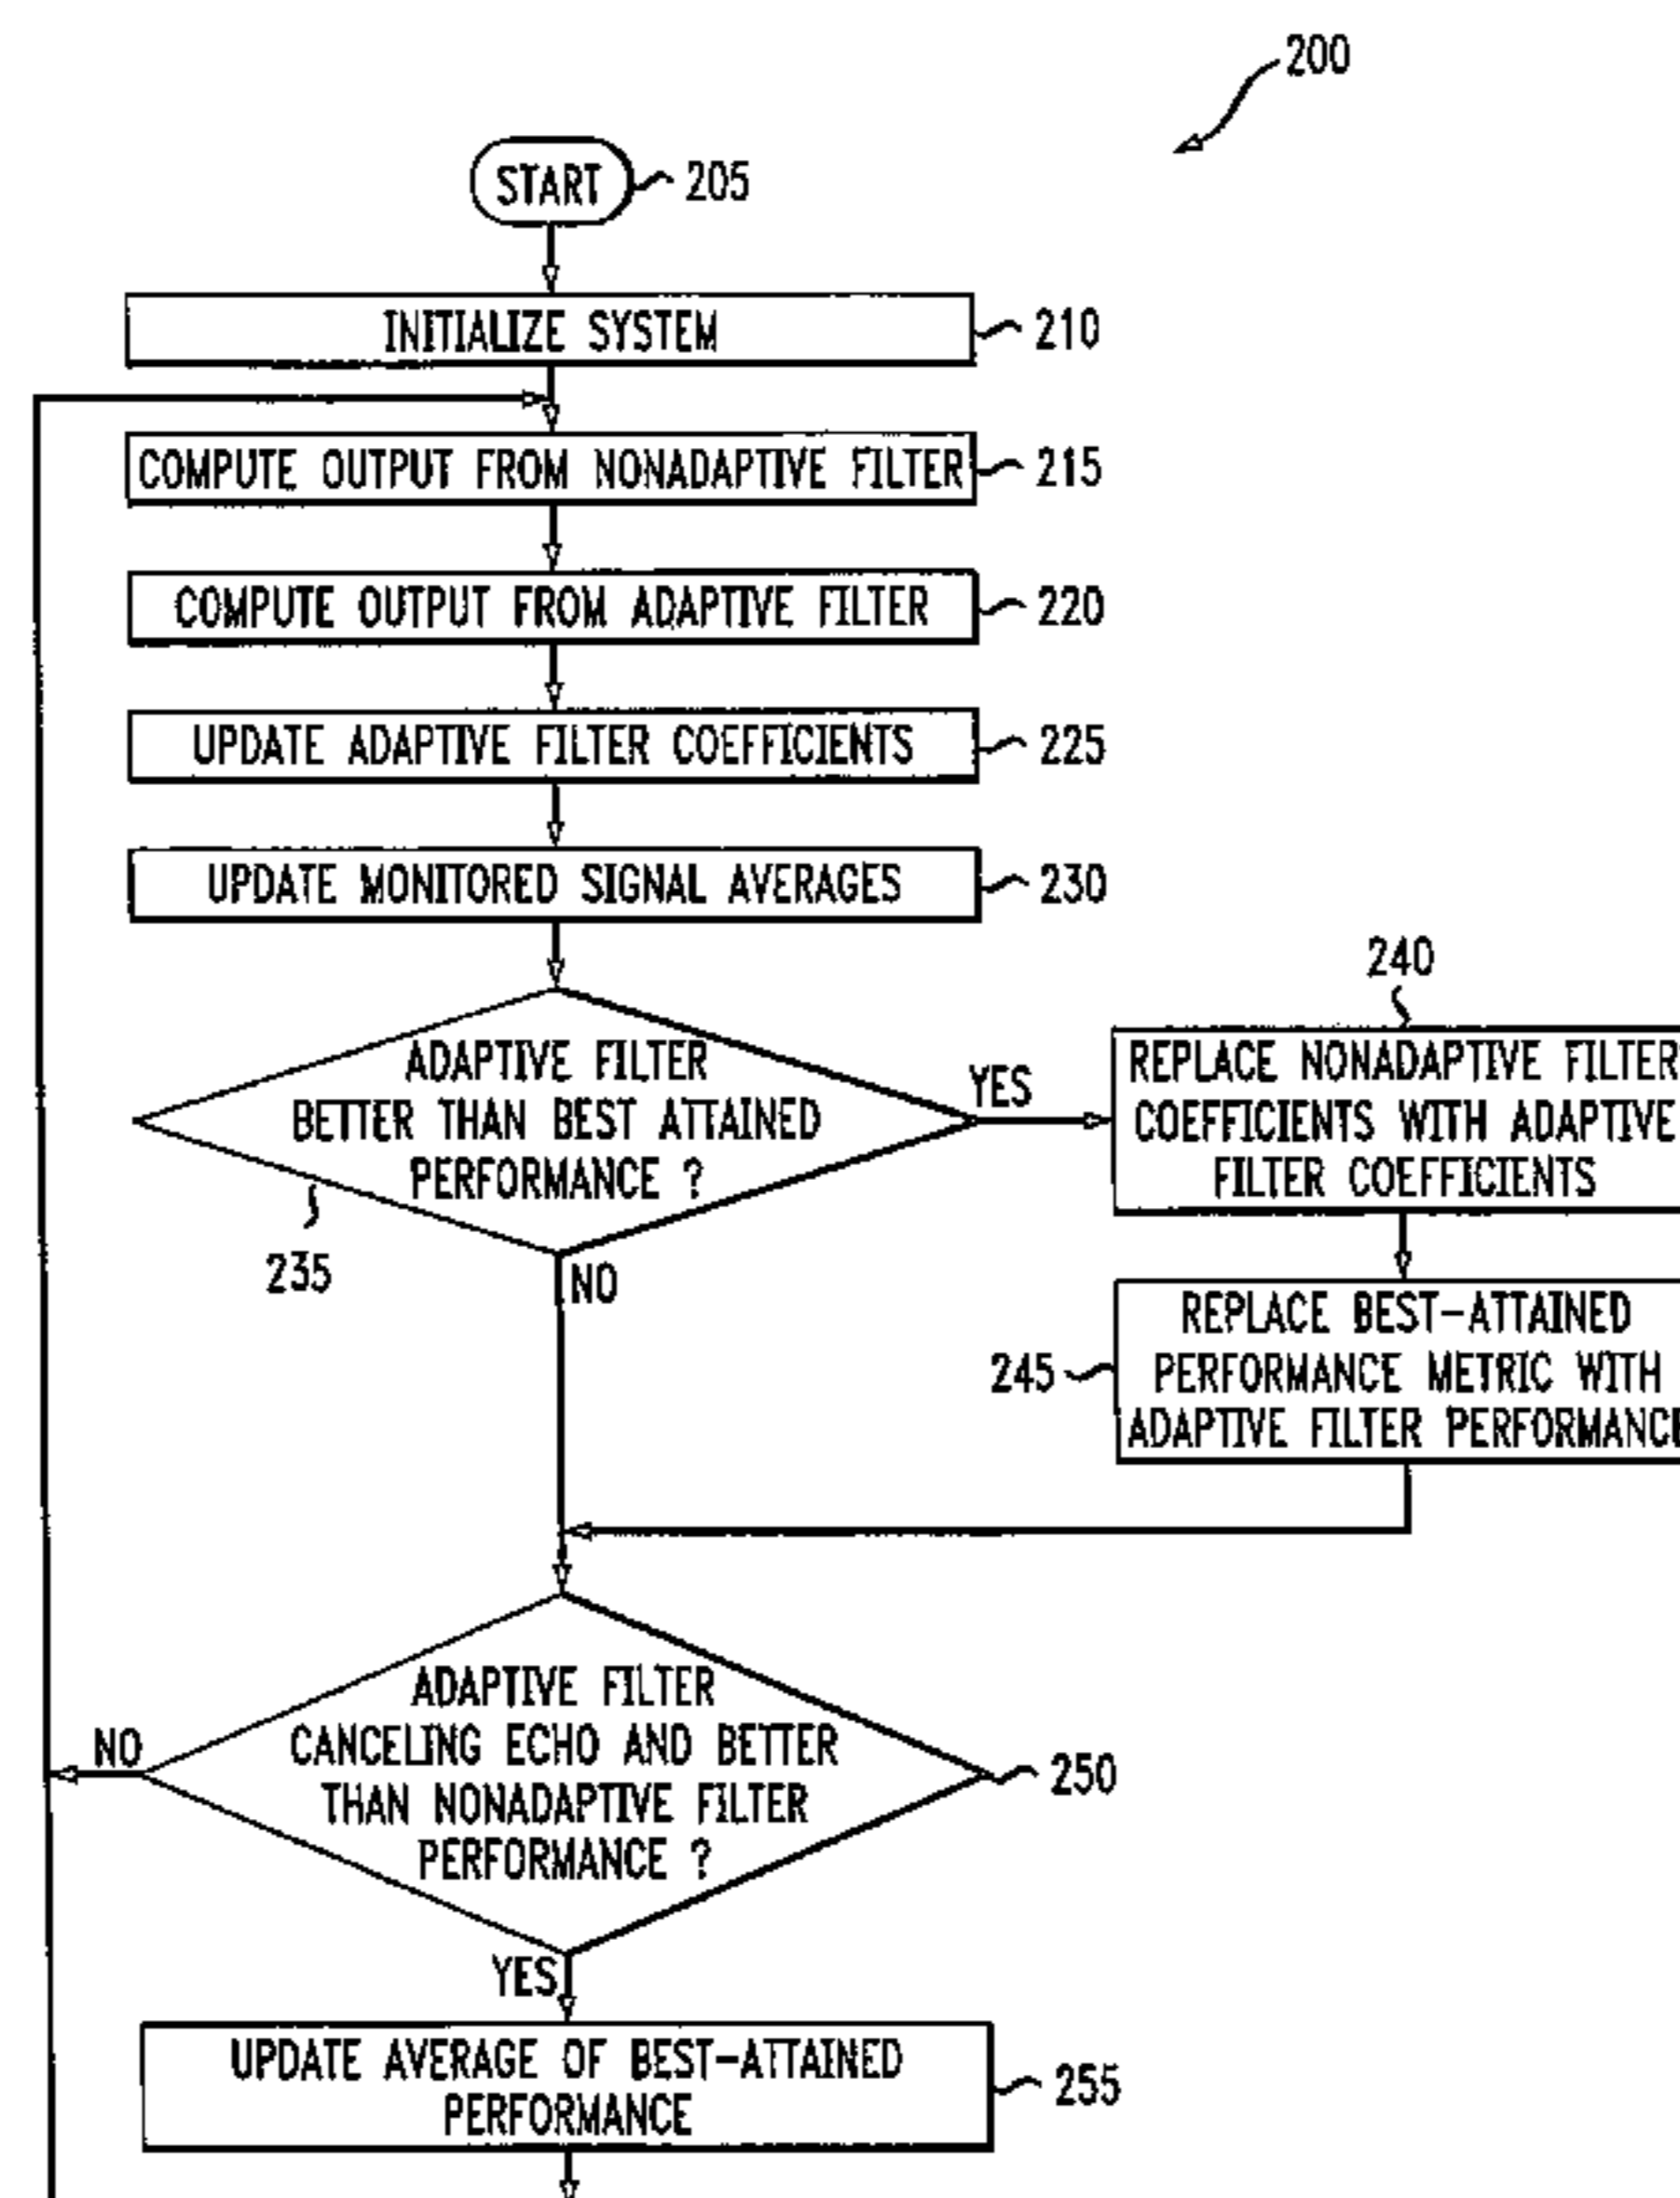 200
START
205
INITIALIZE SYSTEM
210
COMPUTE OUTPUT FROM NONADAPTIVE FILTER
215
COMPUTE OUTPUT FROM ADAPTIVE FILTER
220
UPDATE ADAPTIVE FILTER COEFFICIENTS
225
UPDATE MONITORED SIGNAL AVERAGES
230
ADAPTIVE FILTER
BETTER THAN BEST ATTAINED
PERFORMANCE ?
235
YES
NO
240
REPLACE NONADAPTIVE FILTER
COEFFICIENTS WITH ADAPTIVE
FILTER COEFFICIENTS
245
REPLACE BEST-ATTAINED
PERFORMANCE METRIC WITH
ADAPTIVE FILTER PERFORMANCE
ADAPTIVE FILTER
CANCELING ECHO AND BETTER
THAN NONADAPTIVE FILTER
PERFORMANCE ?
250
NO
YES
UPDATE AVERAGE OF BEST-ATTAINED
PERFORMANCE
255